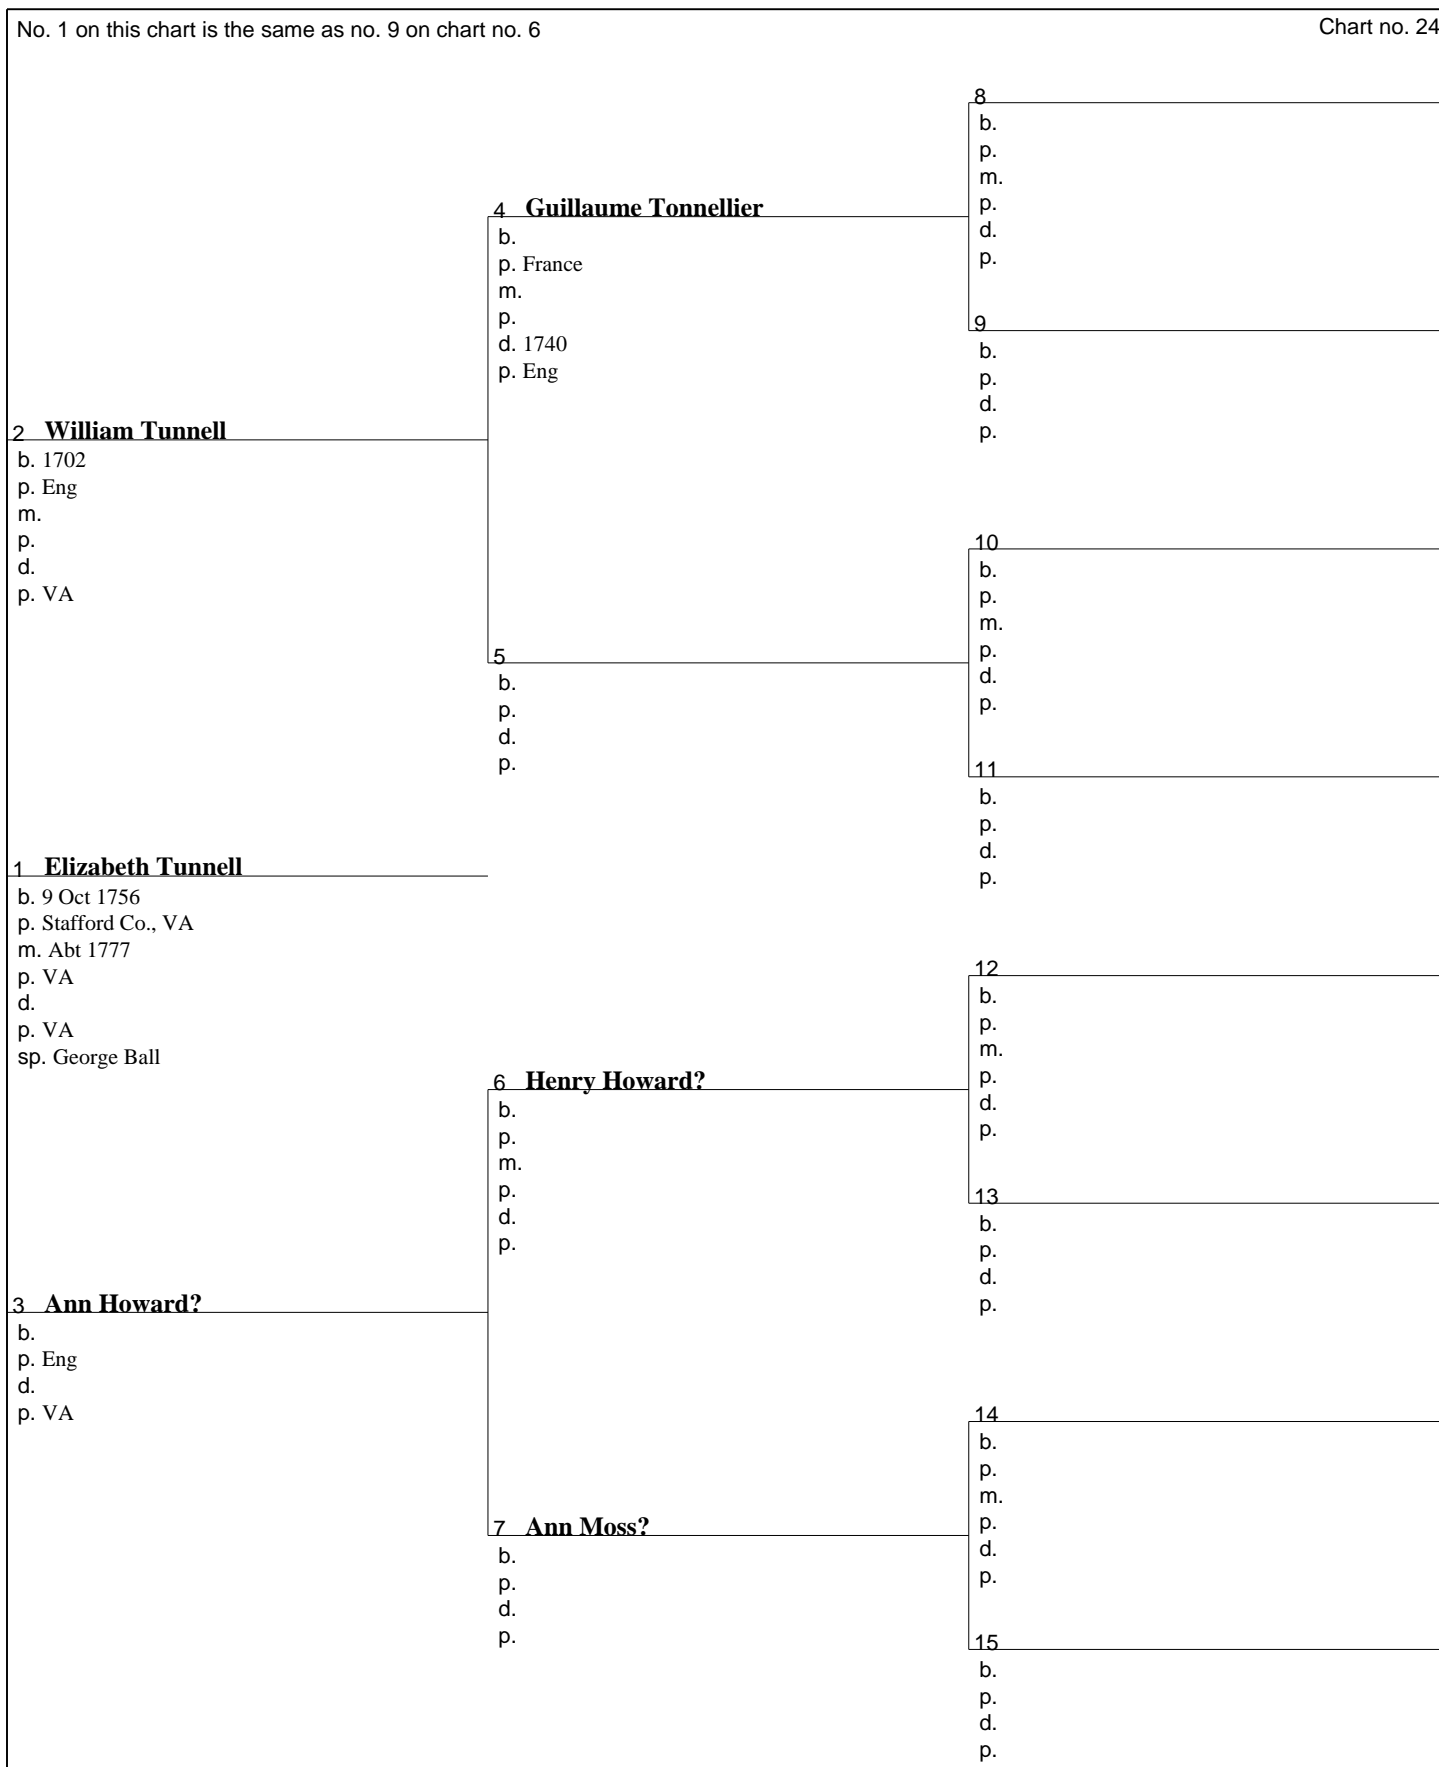 No. 1 on this chart is the same as no. 9 on chart no. 6
Chart no. 24
8
b.
p.
m.
p.
d.
p.
4 Guillaume Tonnellier
b.
p. France
m.
p.
d. 1740
p. Eng
9
b.
p.
d.
p.
2 William Tunnell
b. 1702
p. Eng
m.
p.
d.
p. VA
10
b.
p.
m.
p.
d.
p.
5
b.
p.
d.
p.
11
b.
p.
d.
p.
1 Elizabeth Tunnell
b. 9 Oct 1756
p. Stafford Co., VA
m. Abt 1777
p. VA
d.
p. VA
sp. George Ball
12
b.
p.
m.
p.
d.
p.
6 Henry Howard?
b.
p.
m.
p.
d.
p.
13
b.
p.
d.
p.
3 Ann Howard?
b.
p. Eng
d.
p. VA
14
b.
p.
m.
p.
d.
p.
7 Ann Moss?
b.
p.
d.
p.
15
b.
p.
d.
p.